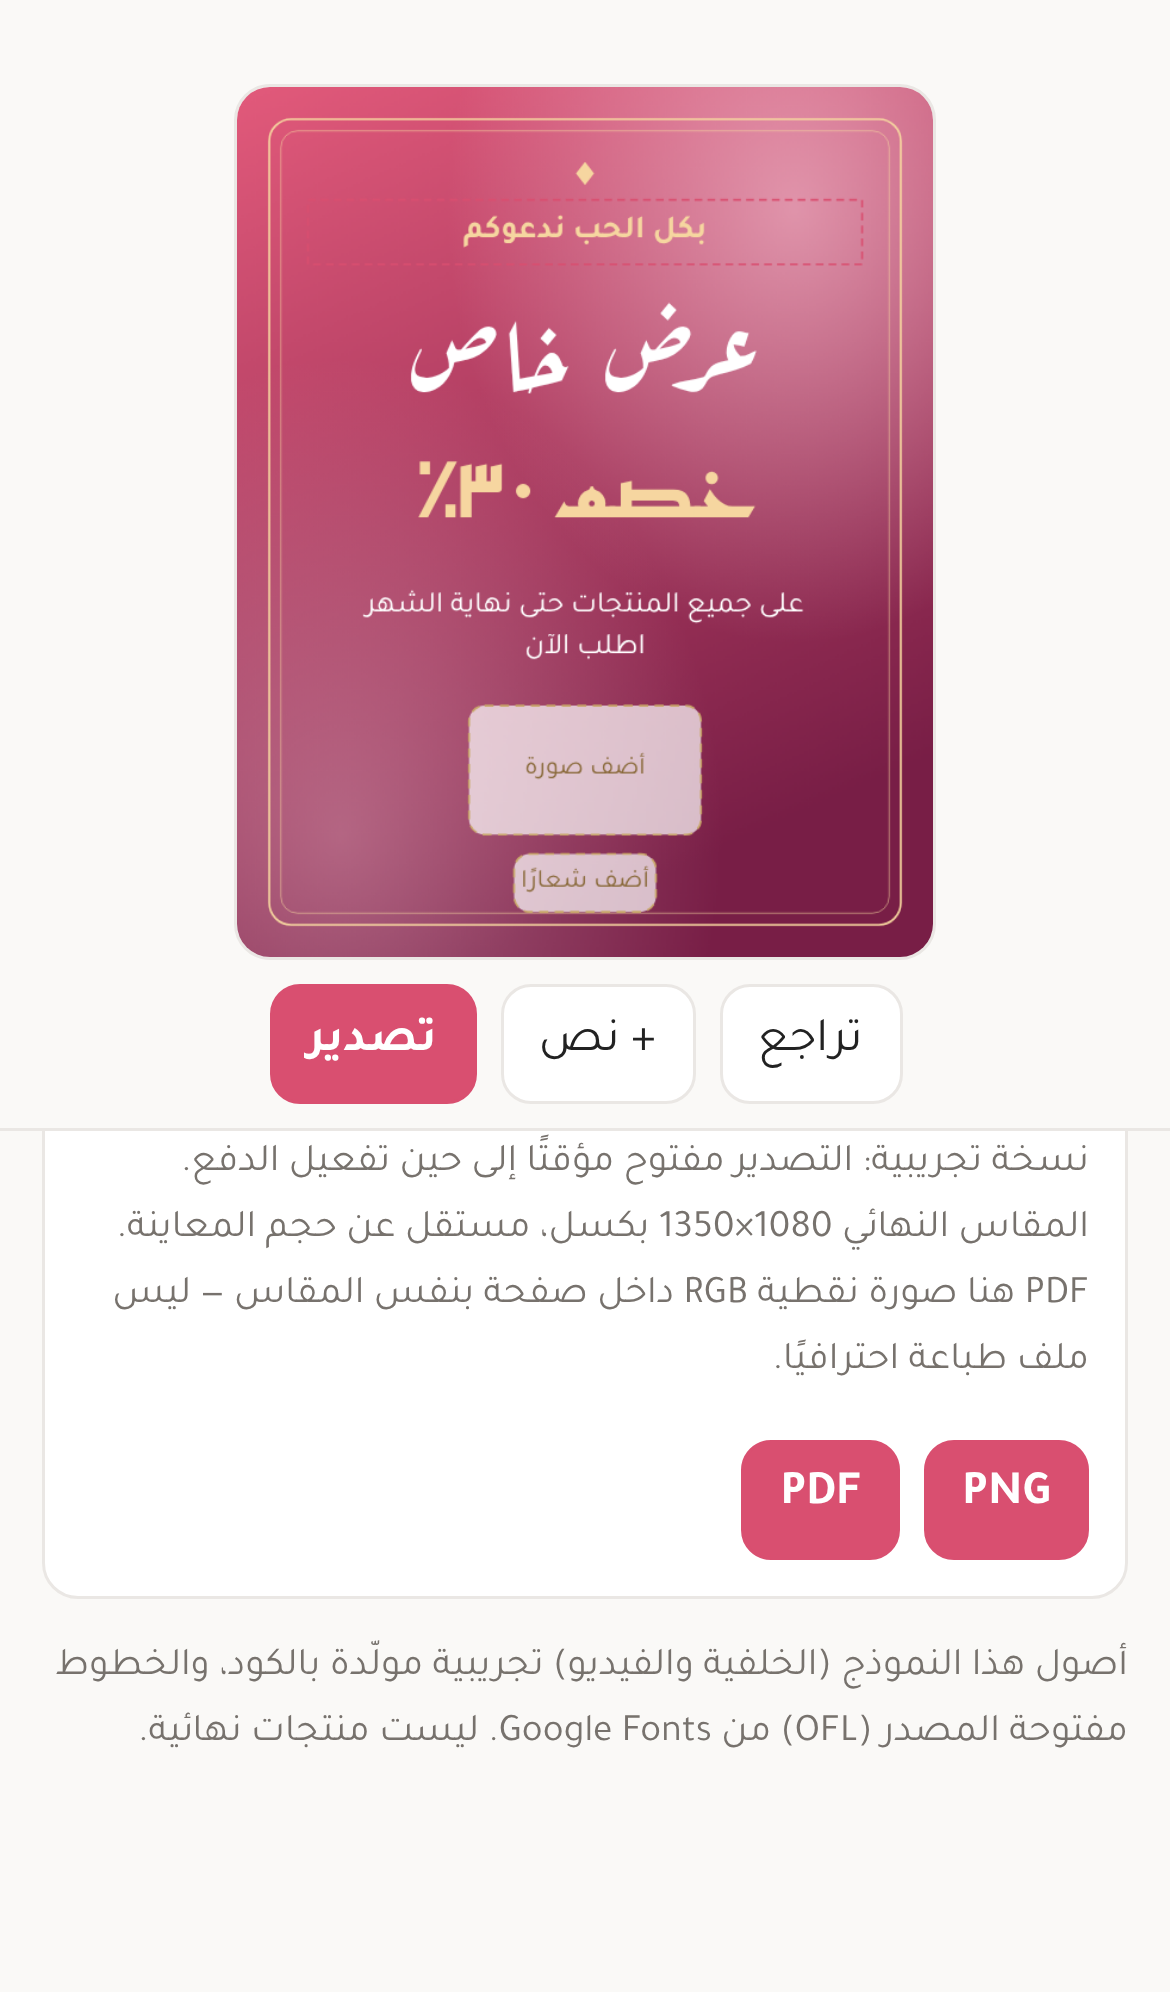 بكل الحب ندعوكم
عرض خاص
خصم ٣٠٪
على جميع المنتجات حتى نهاية الشهر
اطلب الآن
أضف صورة
أضف شعارًا
تراجع
+ نص
تصدير
نسخة تجريبية: التصدير مفتوح مؤقتًا إلى حين تفعيل الدفع.
المقاس النهائي 1080×1350 بكسل، مستقل عن حجم المعاينة.
PDF هنا صورة نقطية RGB داخل صفحة بنفس المقاس – ليس
ملف طباعة احترافيًا.
PNG
PDF
أصول هذا النموذج (الخلفية والفيديو) تجريبية مولّدة بالكود، والخطوط
مفتوحة المصدر (OFL) من Google Fonts. ليست منتجات نهائية.